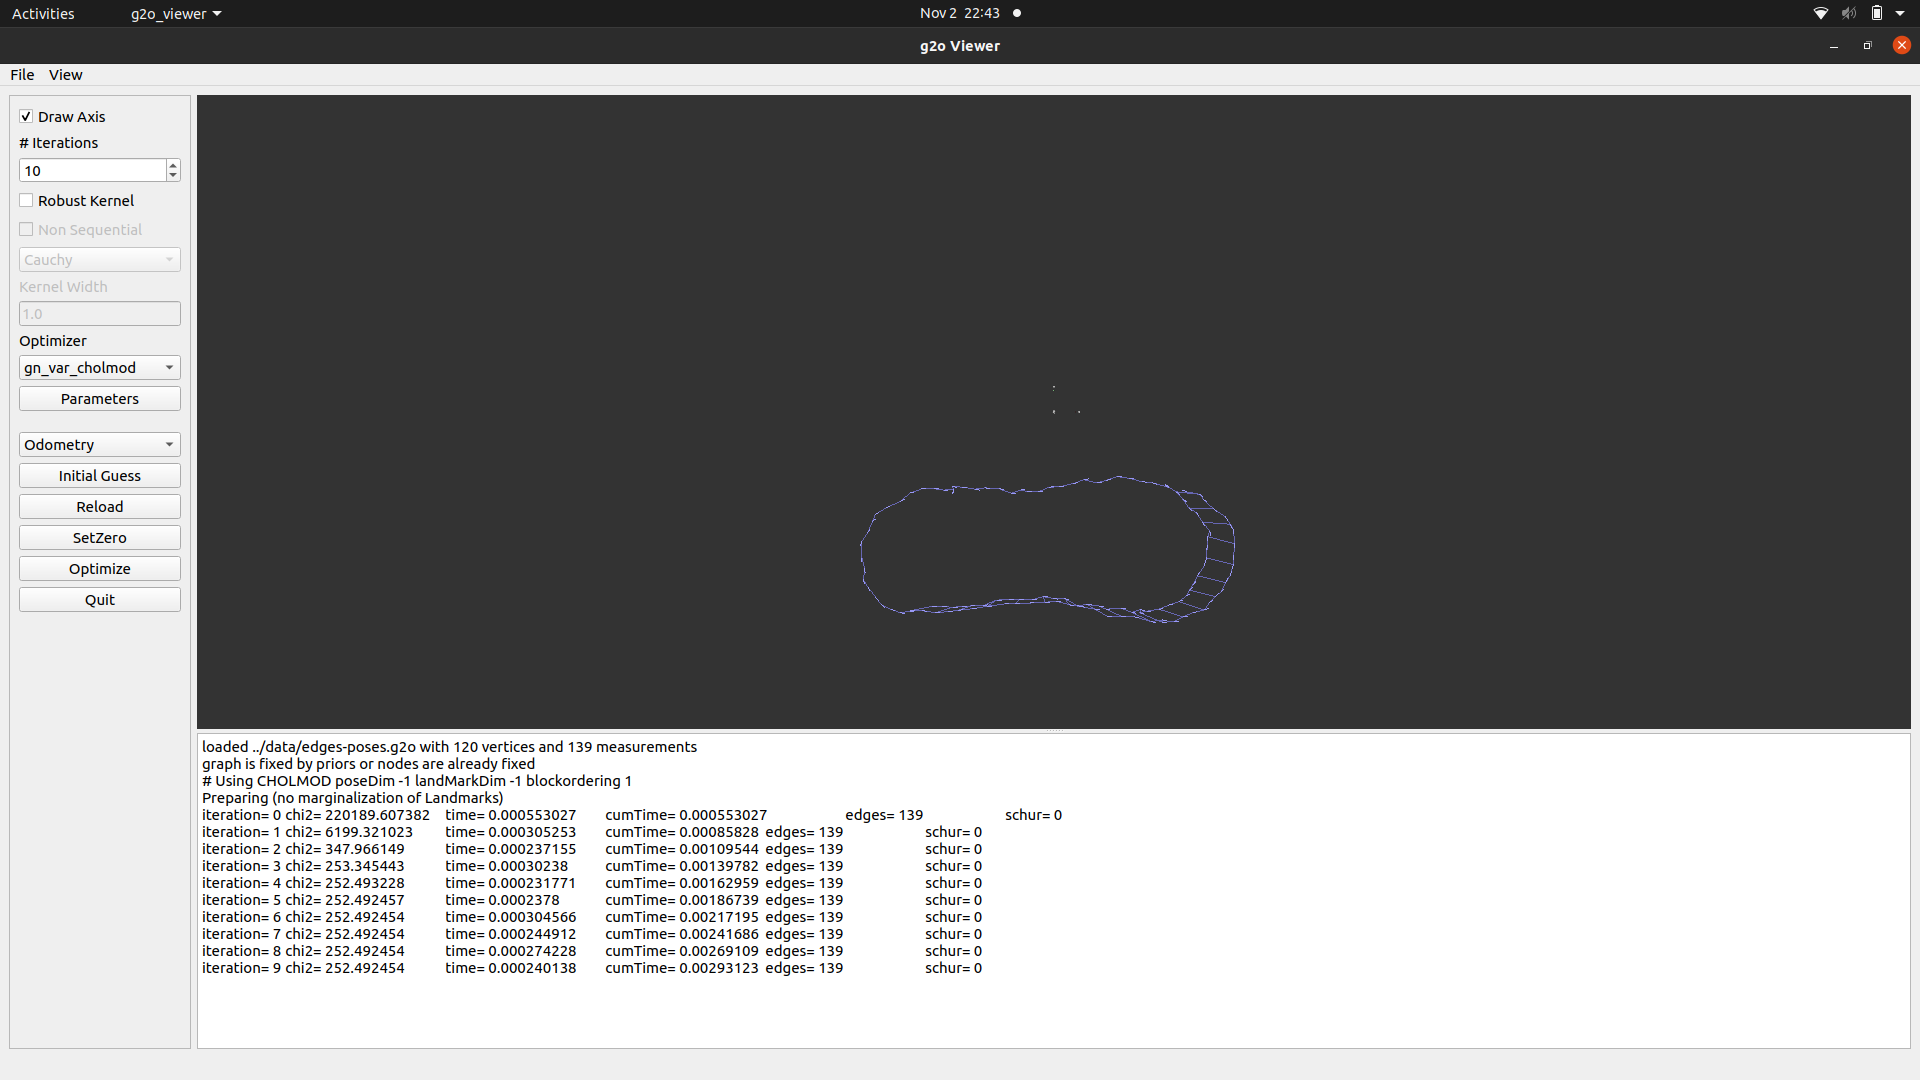 Activities g2o_viewer Nov 2 22:43
g2o Viewer
File View
Draw Axis
# Iterations
10
Robust Kernel
Non Sequential
Cauchy
Kernel Width
1.0
Optimizer
gn_var_cholmod
Parameters
Odometry
Initial Guess
Reload
SetZero
Optimize
Quit
loaded ../data/edges-poses.g2o with 120 vertices and 139 measurements
graph is fixed by priors or nodes are already fixed
# Using CHOLMOD poseDim -1 landMarkDim -1 blockordering 1
Preparing (no marginalization of Landmarks)
iteration= 0 chi2= 220189.607382 time= 0.000553027 cumTime= 0.000553027 edges= 139 schur= 0
iteration= 1 chi2= 6199.321023 time= 0.000305253 cumTime= 0.00085828 edges= 139 schur= 0
iteration= 2 chi2= 347.966149 time= 0.000237155 cumTime= 0.00109544 edges= 139 schur= 0
iteration= 3 chi2= 253.345443 time= 0.00030238 cumTime= 0.00139782 edges= 139 schur= 0
iteration= 4 chi2= 252.493228 time= 0.000231771 cumTime= 0.00162959 edges= 139 schur= 0
iteration= 5 chi2= 252.492457 time= 0.0002378 cumTime= 0.00186739 edges= 139 schur= 0
iteration= 6 chi2= 252.492454 time= 0.000304566 cumTime= 0.00217195 edges= 139 schur= 0
iteration= 7 chi2= 252.492454 time= 0.000244912 cumTime= 0.00241686 edges= 139 schur= 0
iteration= 8 chi2= 252.492454 time= 0.000274228 cumTime= 0.00269109 edges= 139 schur= 0
iteration= 9 chi2= 252.492454 time= 0.000240138 cumTime= 0.00293123 edges= 139 schur= 0